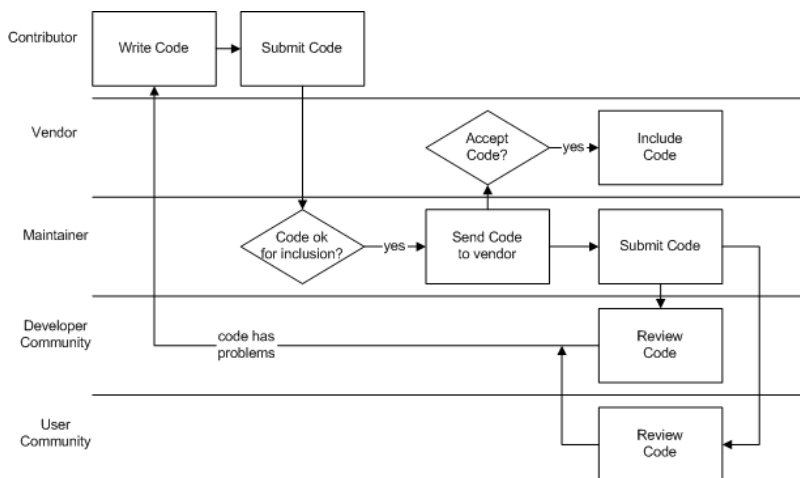 Contributor
Write Code
Submit Code
Vendor
Accept
Code?
yes
Include
Code
Maintainer
Code ok
for inclusion?
yes
Send Code
to vendor
Submit Code
Developer
Community
code has
problems
Review
Code
User
Community
Review
Code